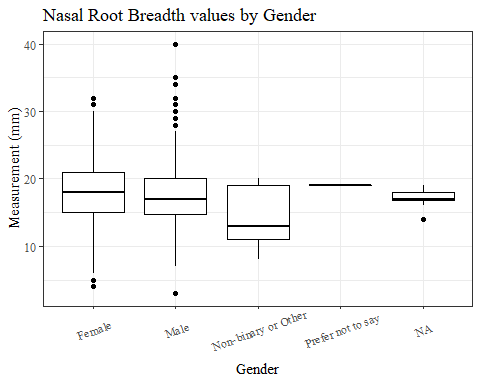 Nasal Root Breadth values by Gender
Measurement (mm)
40
30
20
10
Female
Male
Non-binary or Other
Prefer not to say
NA
Gender